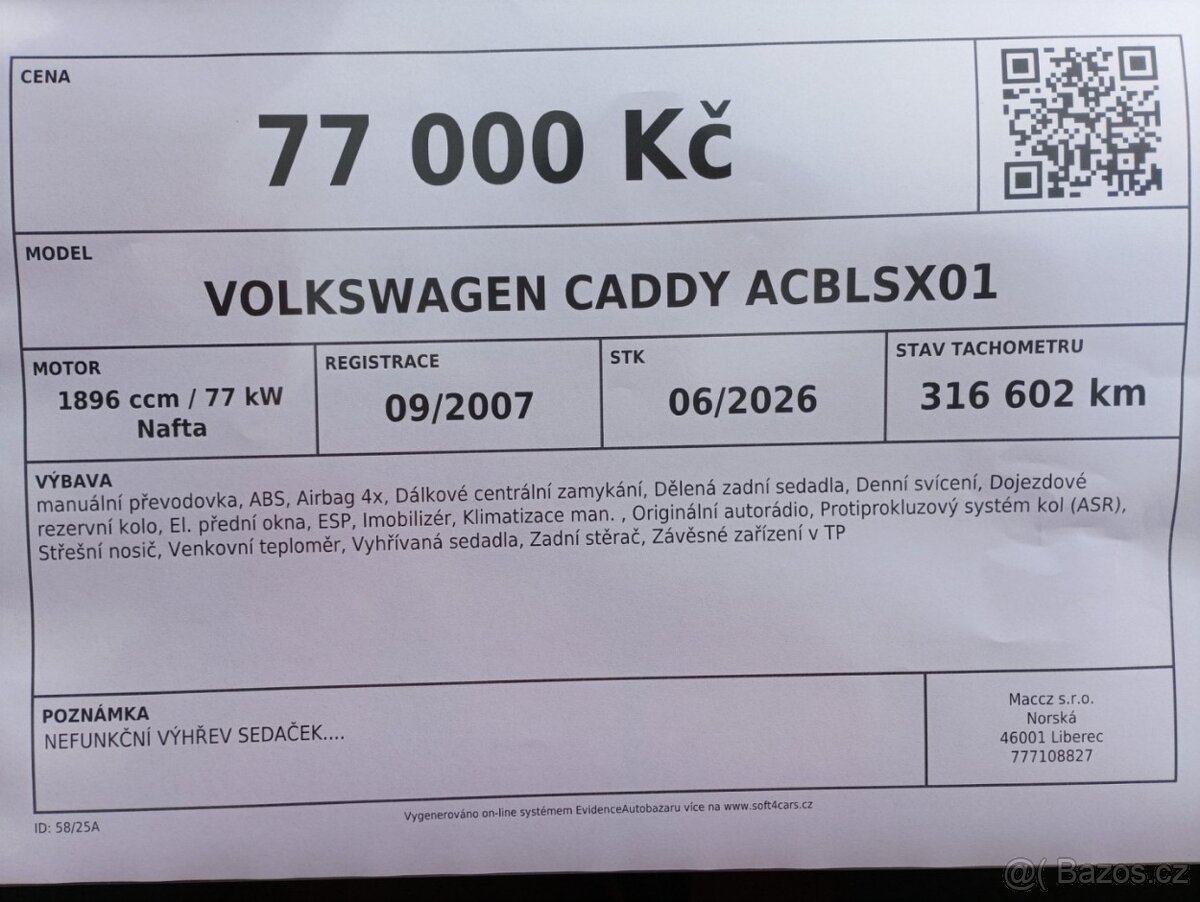 CENA
77 000 Kč
MODEL
VOLKSWAGEN CADDY ACBLSX01
MOTOR
1896 ccm / 77 kW
Nafta
REGISTRACE
09/2007
STK
06/2026
STAV TACHOMETRU
316 602 km
VÝBAVA
manuální převodovka, ABS, Airbag 4x, Dálkové centrální zamykání, Dělená zadní sedadla, Denní svícení, Dojezdové
rezervní kolo, El. přední okna, ESP, Imobilizér, Klimatizace man. , Originální autorádio, Protiprokluzový systém kol (ASR),
Střešní nosič, Venkovní teploměr, Vyhřívaná sedadla, Zadní stěrač, Závěsné zařízení v TP
POZNÁMKA
NEFUNKČNÍ VÝHŘEV SEDAČEK....
Maccz s.r.o.
Norská
46001 Liberec
777108827
ID: 58/25A
Vygenerováno on-line systémem EvidenceAutobazaru více na www.soft4cars.cz
@( Bazos.cz